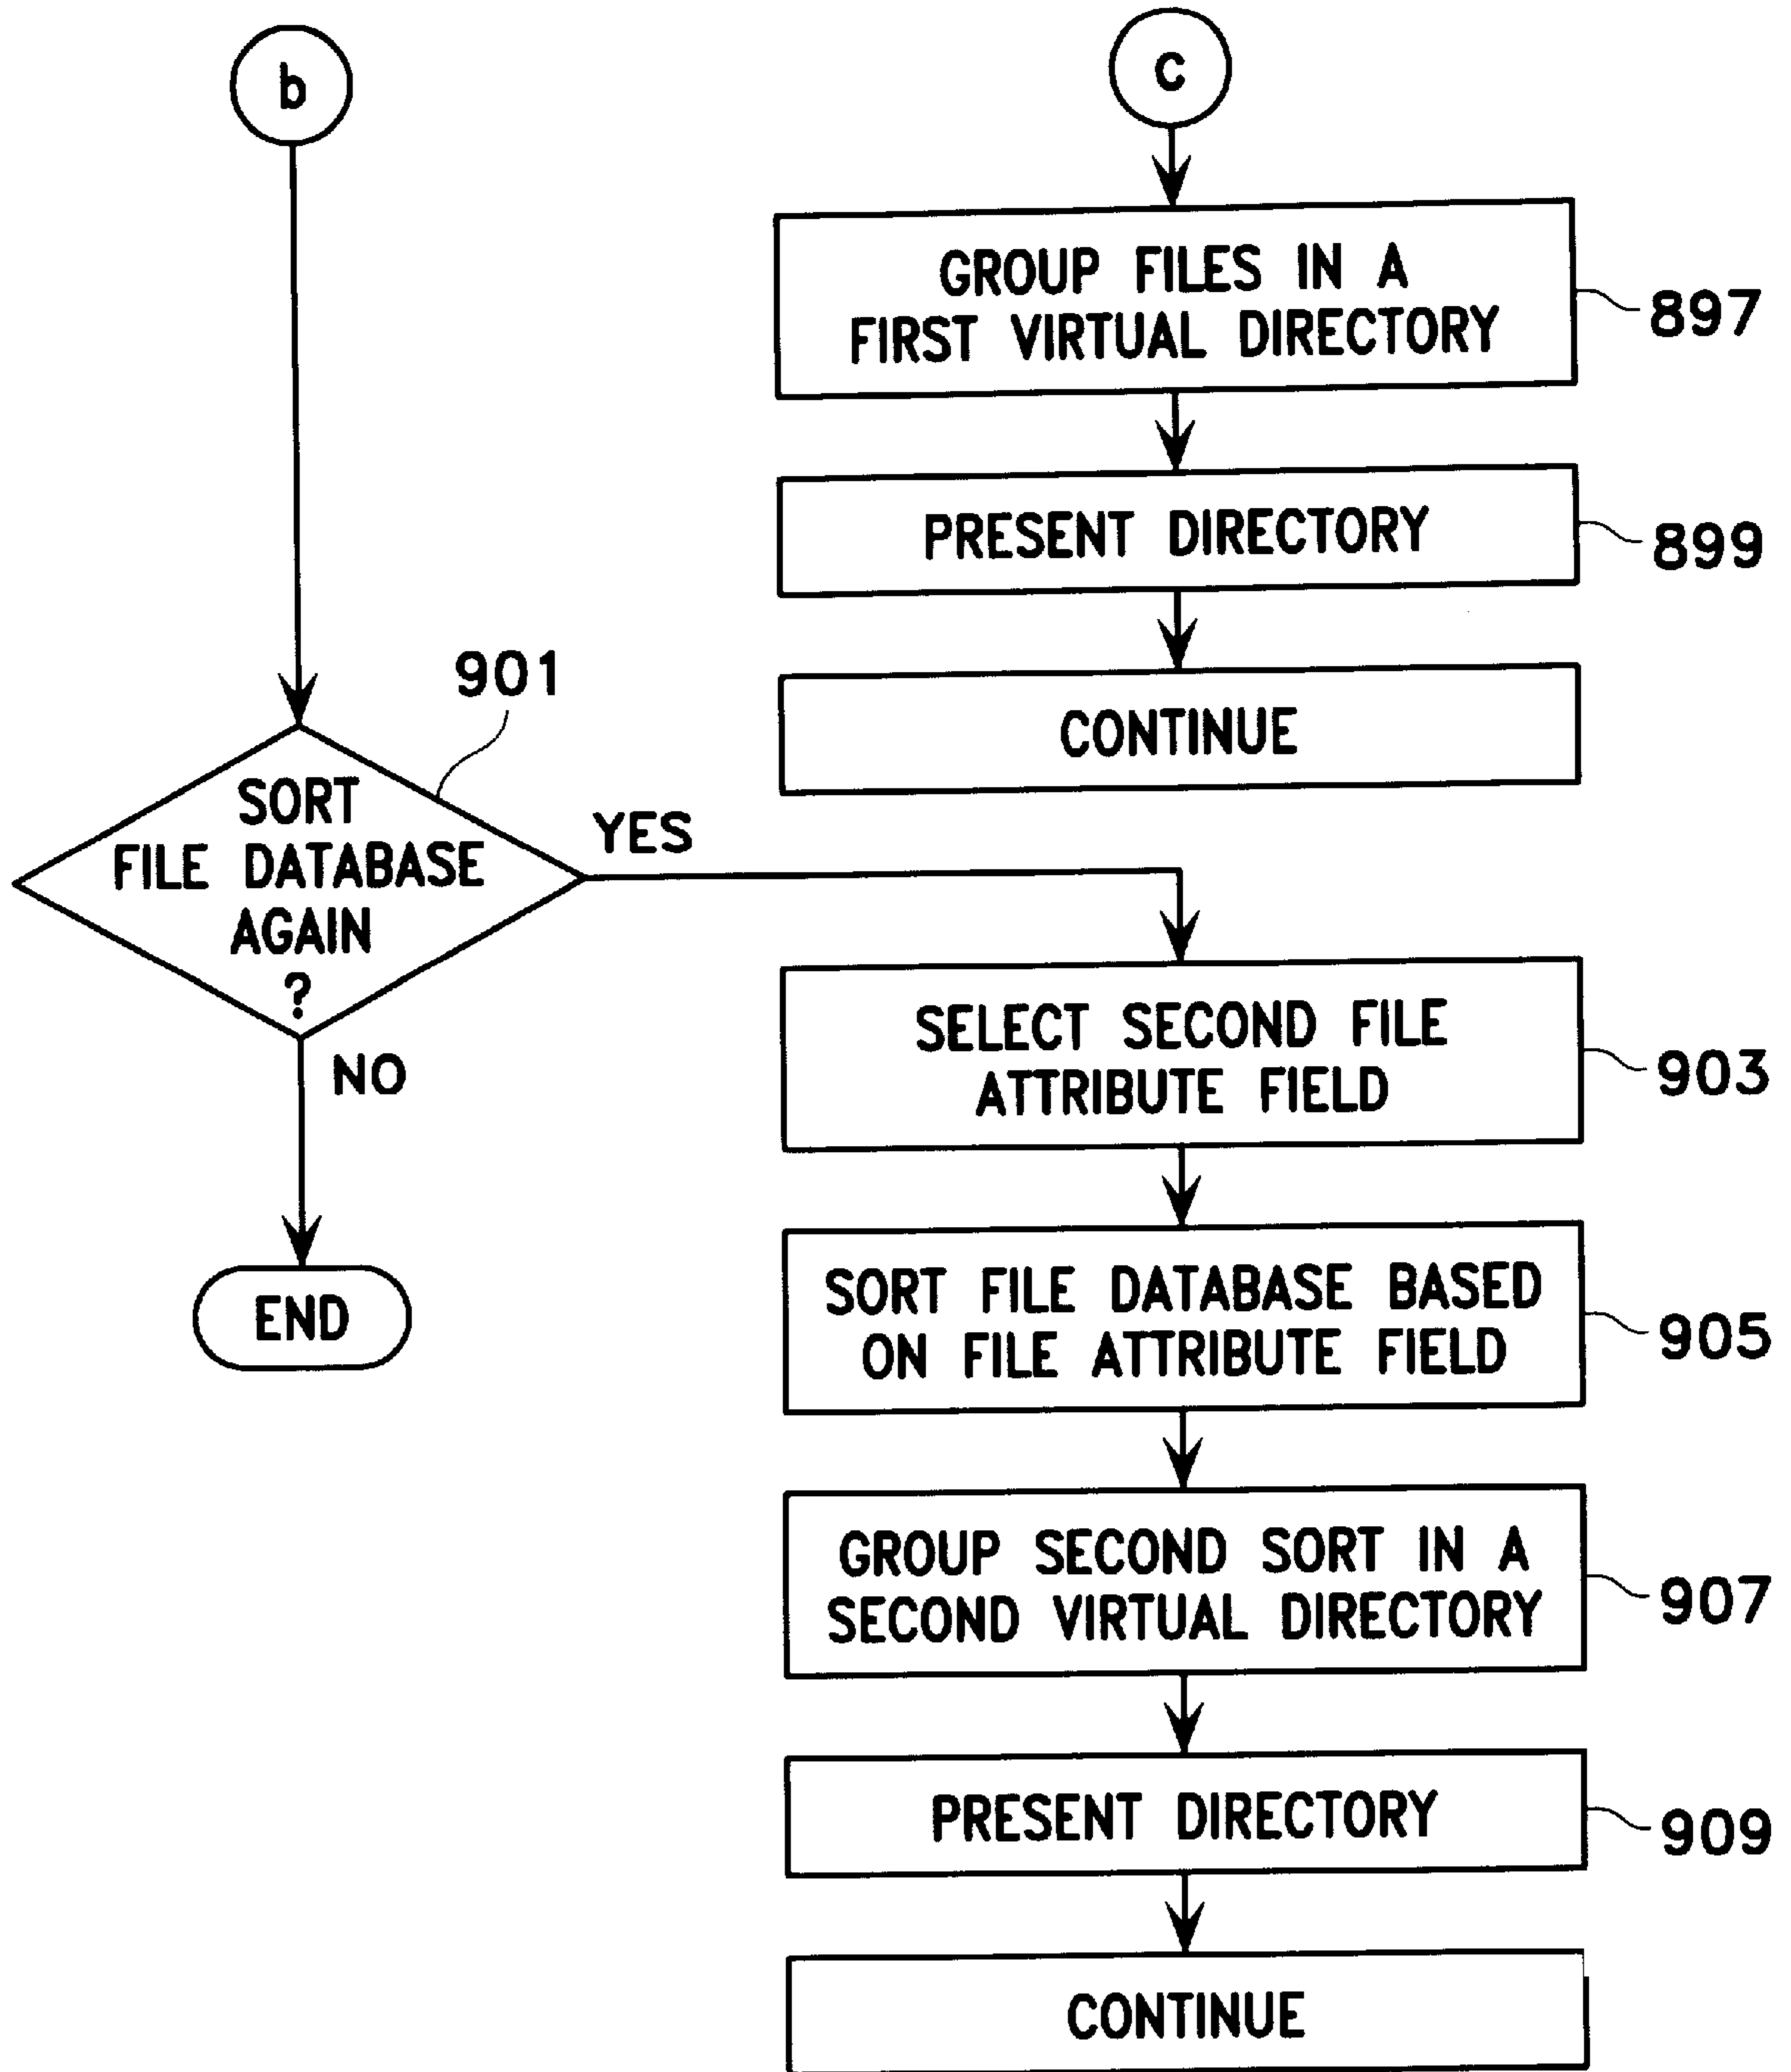 b
c
GROUP FILES IN A
FIRST VIRTUAL DIRECTORY
897
PRESENT DIRECTORY
899
CONTINUE
901
SORT
FILE DATABASE
AGAIN
?
YES
NO
END
SELECT SECOND FILE
ATTRIBUTE FIELD
903
SORT FILE DATABASE BASED
ON FILE ATTRIBUTE FIELD
905
GROUP SECOND SORT IN A
SECOND VIRTUAL DIRECTORY
907
PRESENT DIRECTORY
909
CONTINUE